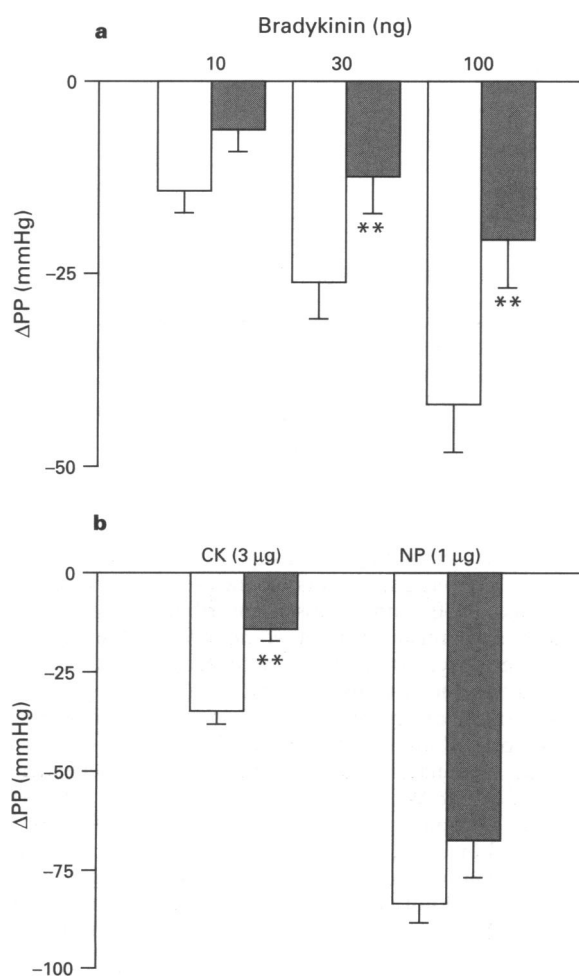 a
Bradykinin (ng)
10 30 100
0
−25
−50
ΔPP (mmHg)
**
**
b
CK (3 μg) NP (1 μg)
0
−25
−50
−75
−100
ΔPP (mmHg)
**